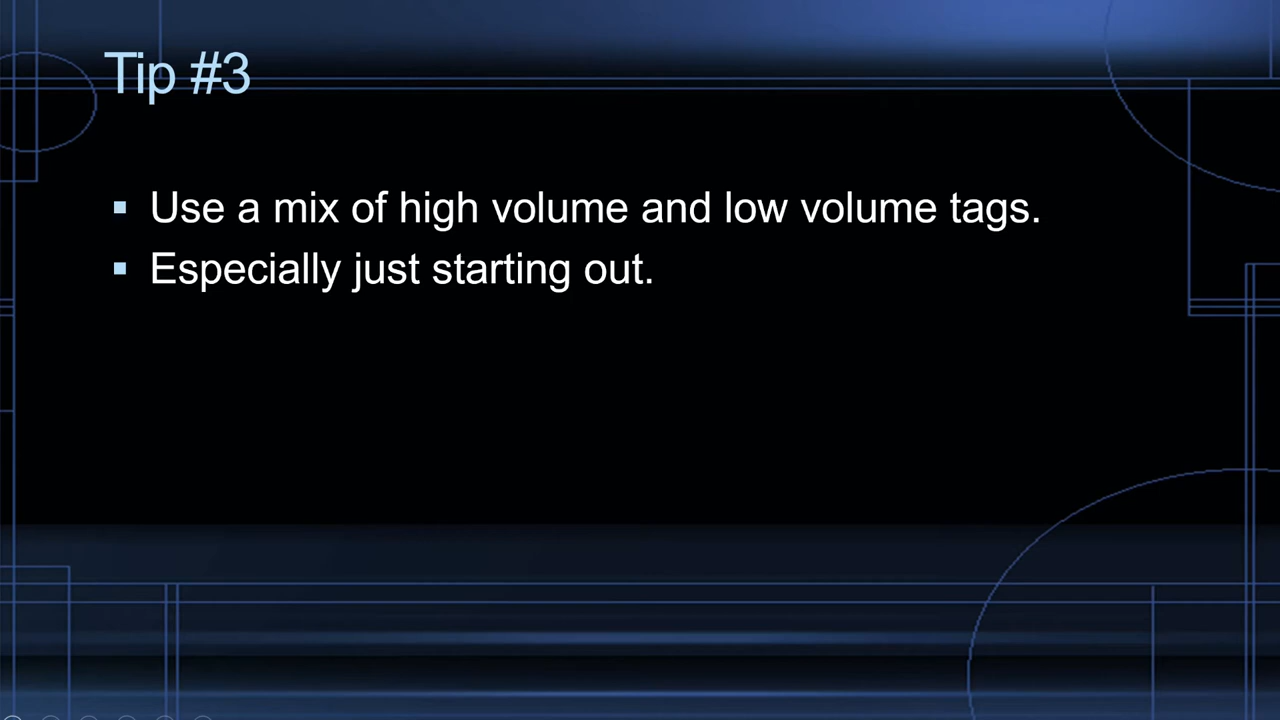 Tip #3
Use a mix of high volume and low volume tags.
Especially just starting out.